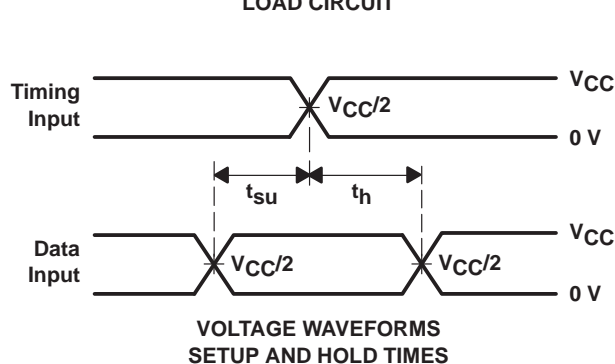 LOAD CIRCUIT
Timing
Input
VCC
VCC/2
0 V
tsu
th
Data
Input
VCC
VCC/2
VCC/2
0 V
VOLTAGE WAVEFORMS
SETUP AND HOLD TIMES